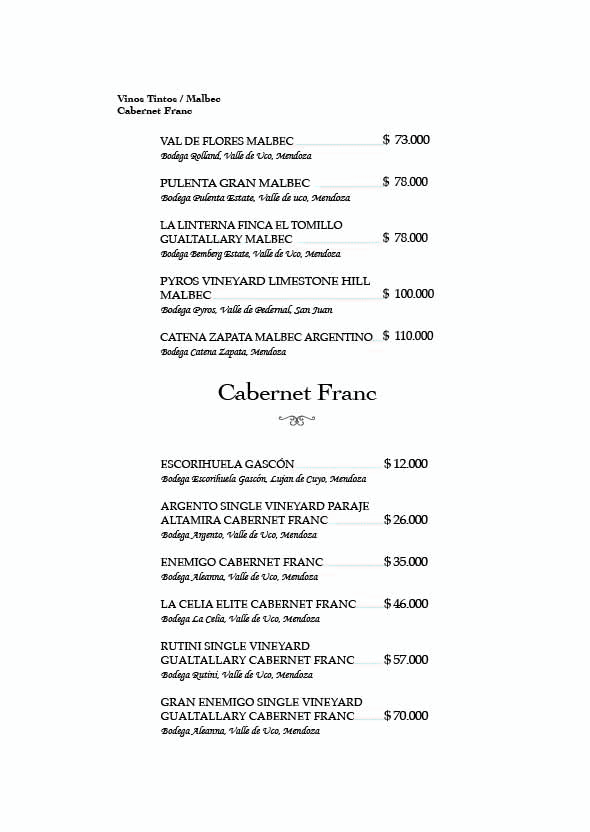 Vinos Tintos / Malbec
Cabernet Franc
VAL DE FLORES MALBEC $ 73.000
Bodega Rolland, Valle de Uco, Mendoza
PULENTA GRAN MALBEC $ 78.000
Bodega Pulenta Estate, Valle de uco, Mendoza
LA LINTERNA FINCA EL TOMILLO
GUALTALLARY MALBEC $ 78.000
Bodega Bemberg Estate, Valle de Uco, Mendoza
PYROS VINEYARD LIMESTONE HILL
MALBEC $ 100.000
Bodega Pyros, Valle de Pedernal, San Juan
CATENA ZAPATA MALBEC ARGENTINO $ 110.000
Bodega Catena Zapata, Mendoza
Cabernet Franc
ESCORIHUELA GASCÓN $ 12.000
Bodega Escorihuela Gascón, Lujan de Cuyo, Mendoza
ARGENTO SINGLE VINEYARD PARAJE
ALTAMIRA CABERNET FRANC $ 26.000
Bodega Argento, Valle de Uco, Mendoza
ENEMIGO CABERNET FRANC $ 35.000
Bodega Aleanna, Valle de Uco, Mendoza
LA CELIA ELITE CABERNET FRANC $ 46.000
Bodega La Celia, Valle de Uco, Mendoza
RUTINI SINGLE VINEYARD
GUALTALLARY CABERNET FRANC $ 57.000
Bodega Rutini, Valle de Uco, Mendoza
GRAN ENEMIGO SINGLE VINEYARD
GUALTALLARY CABERNET FRANC $ 70.000
Bodega Aleanna, Valle de Uco, Mendoza